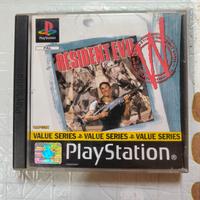 PlayStation
RESIDENT EVIL
VALUE SERIES VALUE SERIES VALUE SERIES
PlayStation